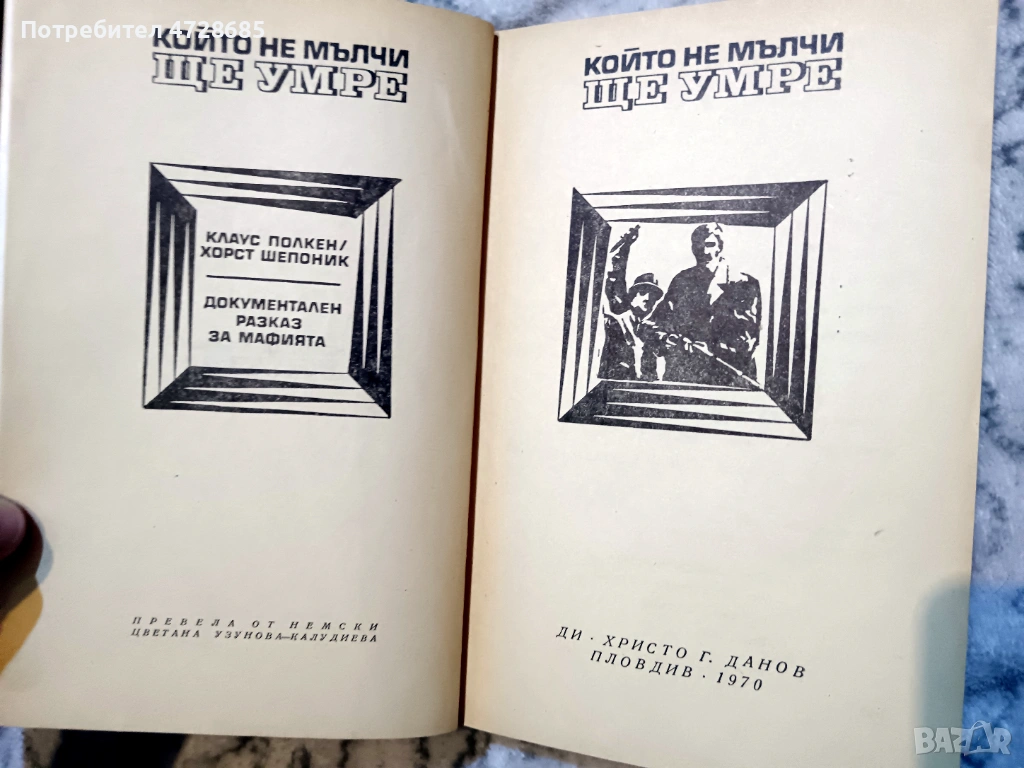 Потребител 4728685
КОЙТО НЕ МЪЛЧИ
ЩЕ УМРЕ
КЛАУС ПОЛКЕН/
ХОРСТ ШЕПОНИК
ДОКУМЕНТАЛЕН
РАЗКАЗ
ЗА МАФИЯТА
ПРЕВЕЛА ОТ НЕМСКИ
ЦВЕТАНА УЗУНОВА—КАЛУДИЕВА
КОЙТО НЕ МЪЛЧИ
ЩЕ УМРЕ
ДИ · ХРИСТО Г. ДАНОВ
ПЛОВДИВ · 1970
BAZAR